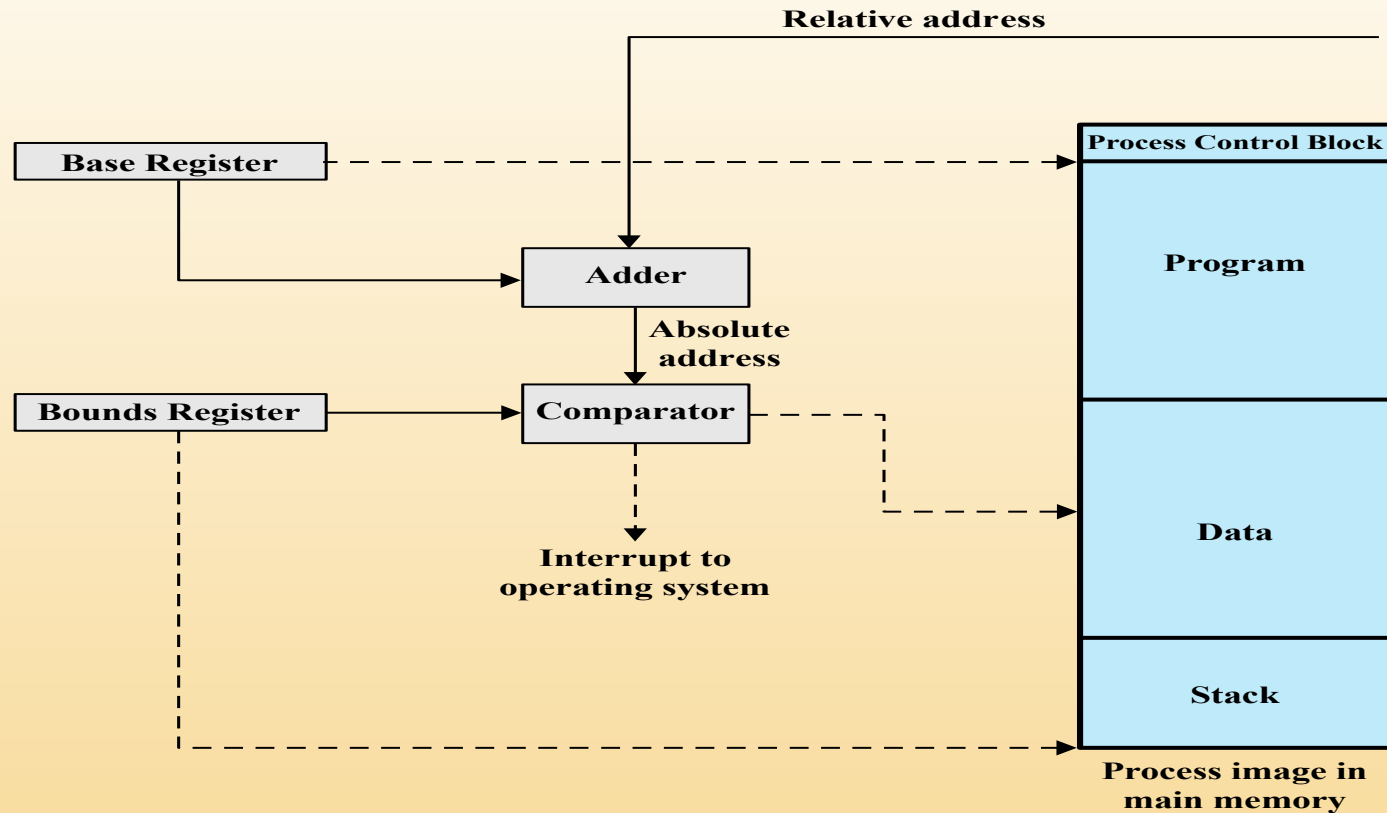 Relative address
Process Control Block
Base Register
Program
Adder
Absolute
address
Bounds Register
Comparator
Data
Interrupt to
operating system
Stack
Process image in
main memory